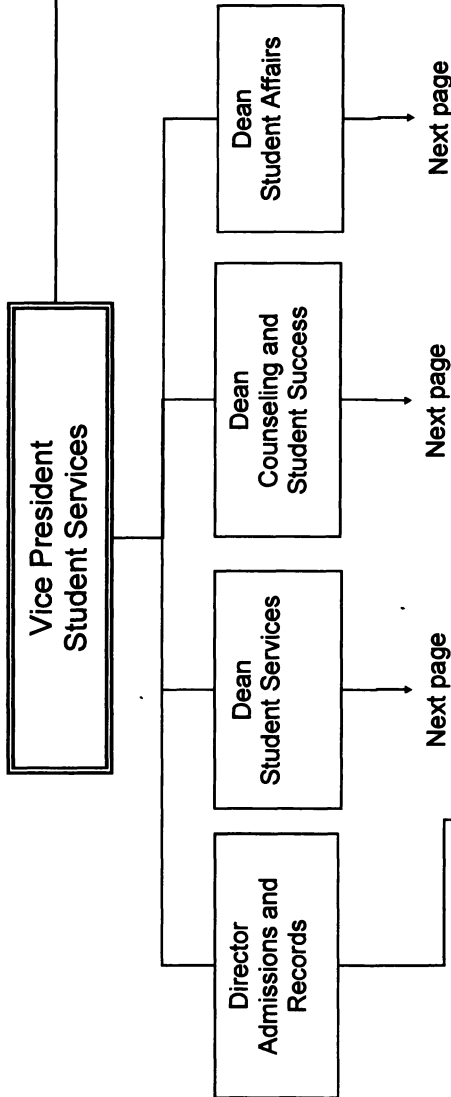 Vice President
Student Services
Director
Admissions and
Records
Dean
Student Services
Next page
Dean
Counseling and
Student Success
Next page
Dean
Student Affairs
Next page